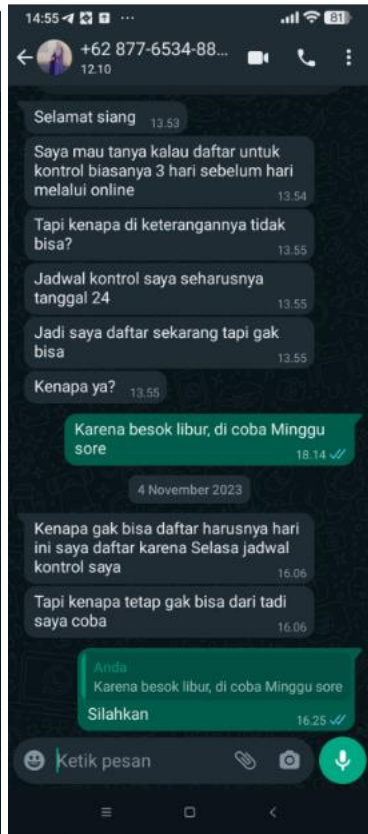 14:55
81
+62 877-6534-88...
12.10
Selamat siang 13.53
Saya mau tanya kalau daftar untuk
kontrol biasanya 3 hari sebelum hari
melalui online 13.54
Tapi kenapa di keterangannya tidak
bisa? 13.55
Jadwal kontrol saya seharusnya
tanggal 24 13.55
Jadi saya daftar sekarang tapi gak
bisa 13.55
Kenapa ya? 13.55
Karena besok libur, di coba Minggu
sore 18.14
4 November 2023
Kenapa gak bisa daftar harusnya hari
ini saya daftar karena Selasa jadwal
kontrol saya 16.06
Tapi kenapa tetap gak bisa dari tadi
saya coba 16.06
Anda
Karena besok libur, di coba Minggu sore
Silahkan 16.25
Ketik pesan